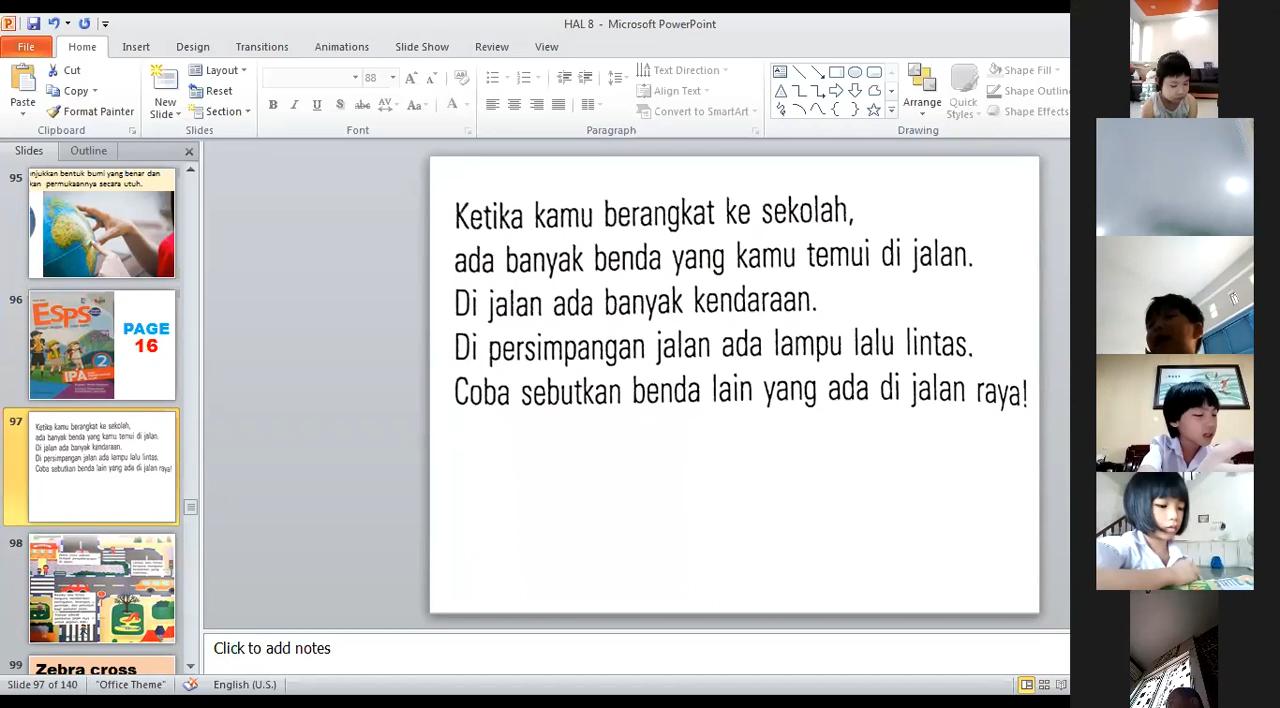 HAL 8 - Microsoft PowerPoint
File Home Insert Design Transitions Animations Slide Show Review View
Paste
Cut
Copy
Format Painter
Clipboard
New Slide
Layout
Reset
Section
Slides
88
Font
Text Direction
Align Text
Convert to SmartArt
Paragraph
Arrange
Quick Styles
Shape Fill
Shape Outlin
Shape Effects
Drawing
Slides Outline
95
njukkan bentuk bumi yang benar dan
kan permukaannya secara utuh.
96
ESPS
2
IPA
PAGE
16
97
Ketika kamu berangkat ke sekolah,
ada banyak benda yang kamu temui di jalan.
Di jalan ada banyak kendaraan.
Di persimpangan jalan ada lampu lalu lintas.
Coba sebutkan benda lain yang ada di jalan raya!
98
99
Zebra cross
Ketika kamu berangkat ke sekolah,
ada banyak benda yang kamu temui di jalan.
Di jalan ada banyak kendaraan.
Di persimpangan jalan ada lampu lalu lintas.
Coba sebutkan benda lain yang ada di jalan raya!
Click to add notes
Slide 97 of 140 "Office Theme" English (U.S.)